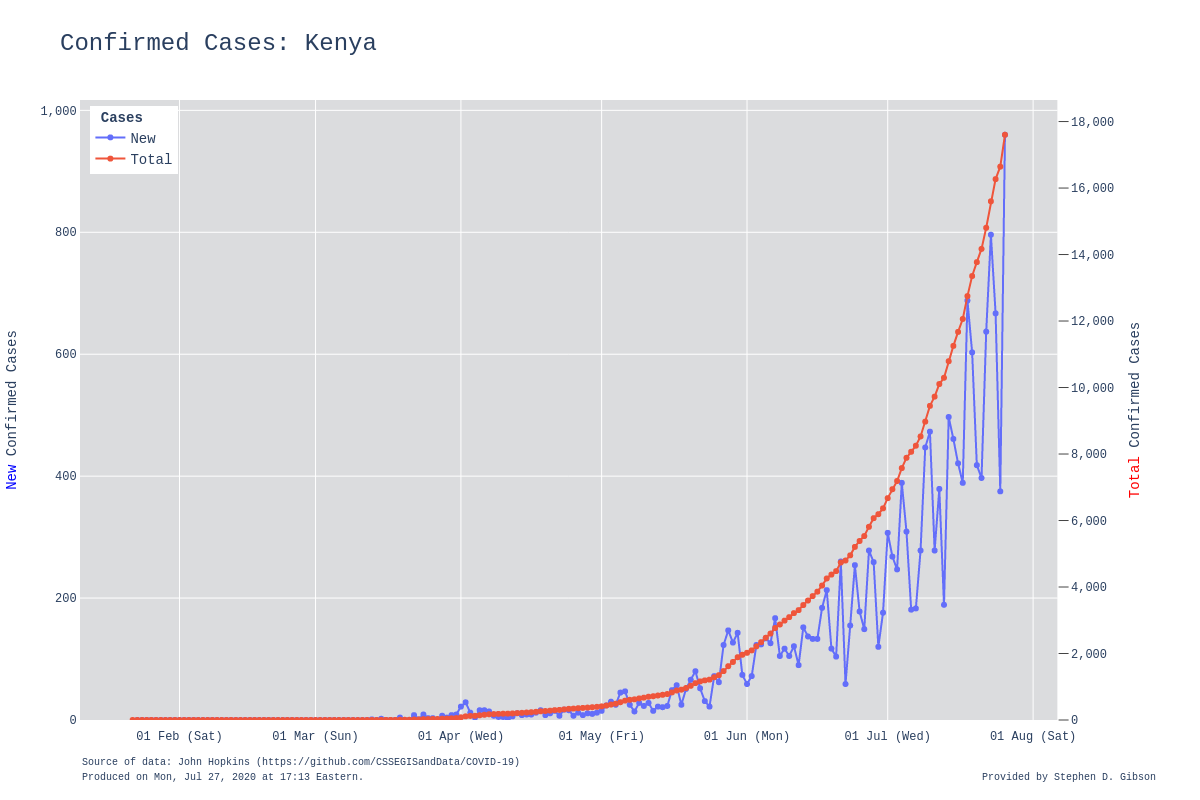 Confirmed Cases: Kenya
Cases
New
Total
1,000
800
600
400
200
0
New Confirmed Cases
18,000
16,000
14,000
12,000
10,000
8,000
6,000
4,000
2,000
0
Total Confirmed Cases
01 Feb (Sat) 01 Mar (Sun) 01 Apr (Wed) 01 May (Fri) 01 Jun (Mon) 01 Jul (Wed) 01 Aug (Sat)
Source of data: John Hopkins (https://github.com/CSSEGISandData/COVID-19)
Produced on Mon, Jul 27, 2020 at 17:13 Eastern.
Provided by Stephen D. Gibson